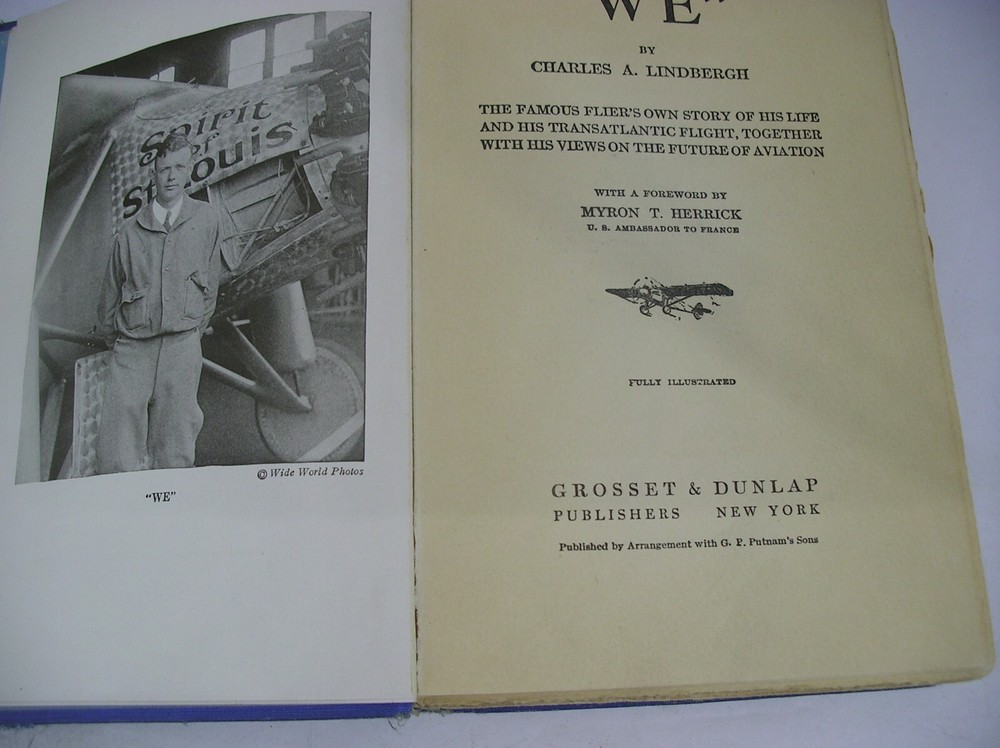 Spirit
of
St Louis
© Wide World Photos
"WE"
WE"
BY
CHARLES A. LINDBERGH
THE FAMOUS FLIER'S OWN STORY OF HIS LIFE
AND HIS TRANSATLANTIC FLIGHT, TOGETHER
WITH HIS VIEWS ON THE FUTURE OF AVIATION
WITH A FOREWORD BY
MYRON T. HERRICK
U. S. AMBASSADOR TO FRANCE
FULLY ILLUSTRATED
GROSSET & DUNLAP
PUBLISHERS NEW YORK
Published by Arrangement with G. P. Putnam's Sons